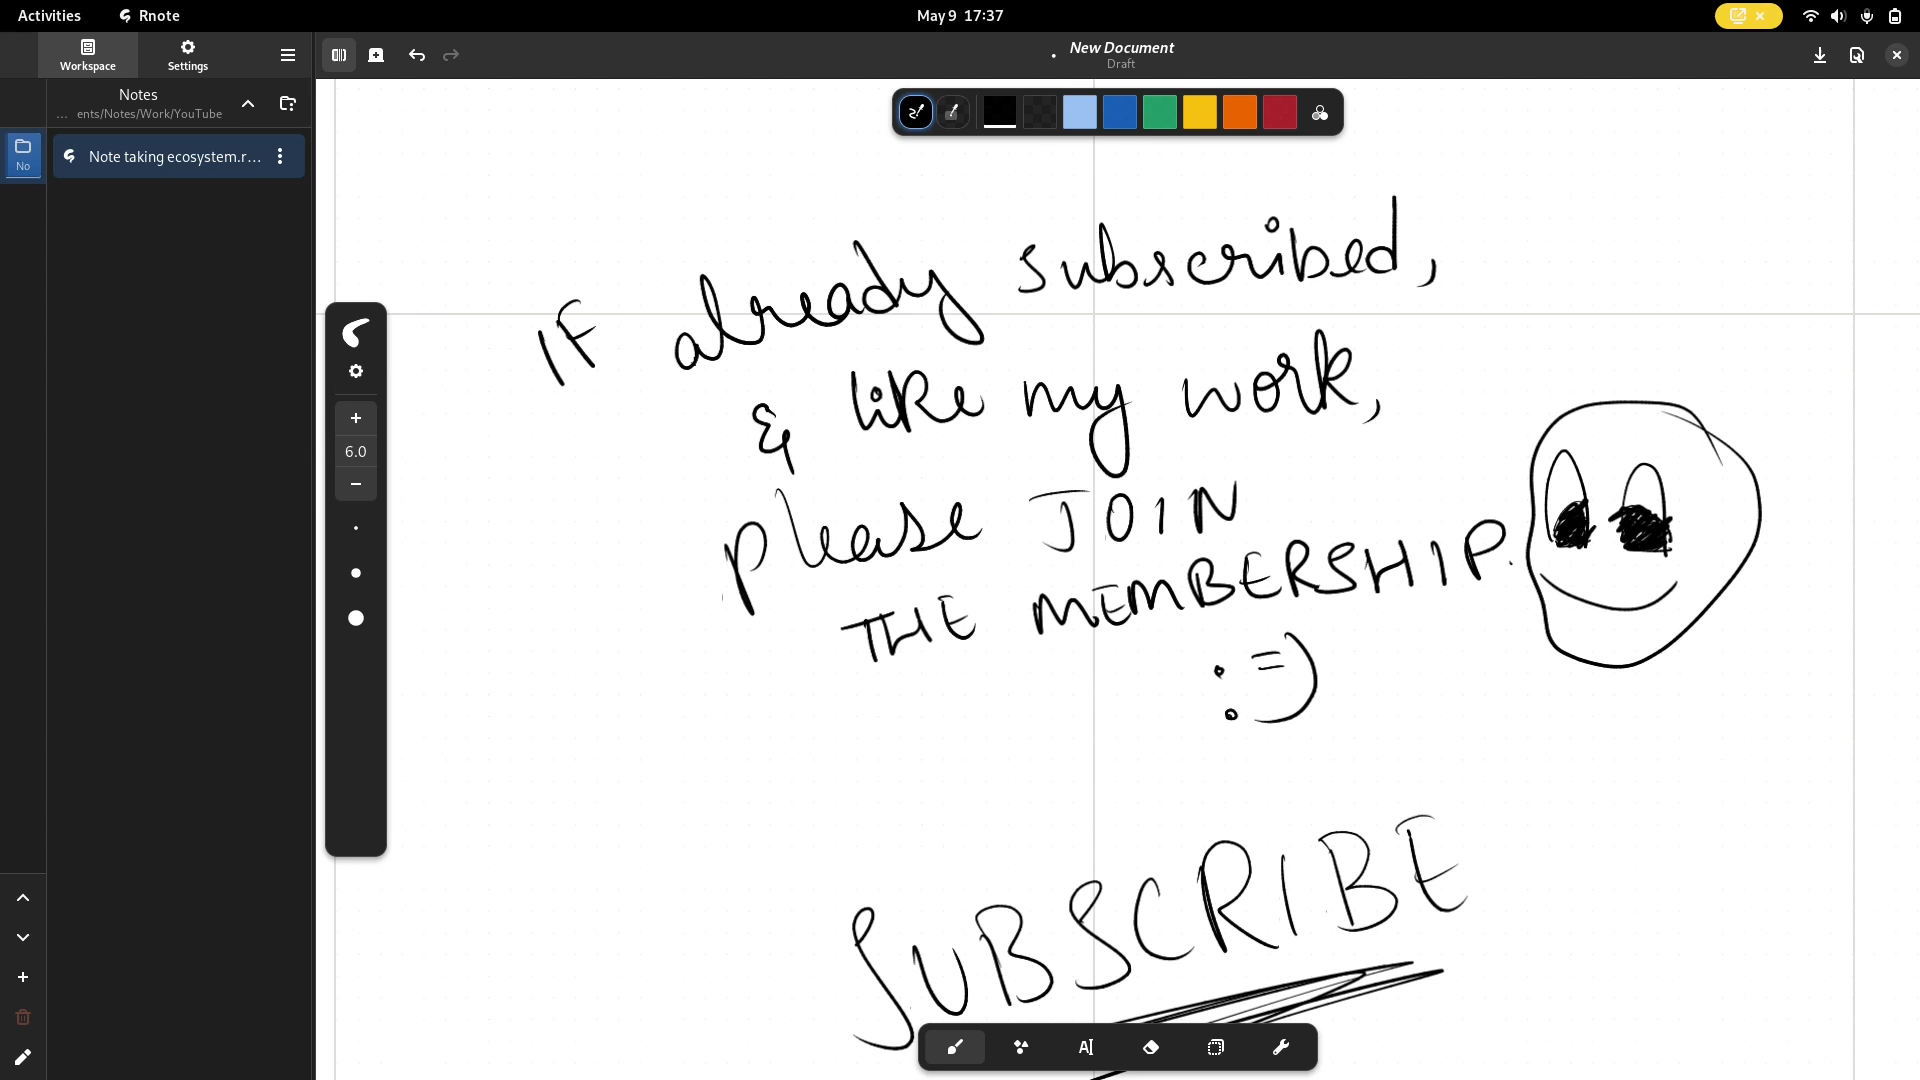 Activities Rnote May 9 17:37
Workspace Settings New Document
Draft
Notes
... ents/Notes/Work/YouTube
No Note taking ecosystem.r...
6.0
IF already subscribed,
& like my work,
please JOIN
THE MEMBERSHIP.
:=)
SUBSCRIBE